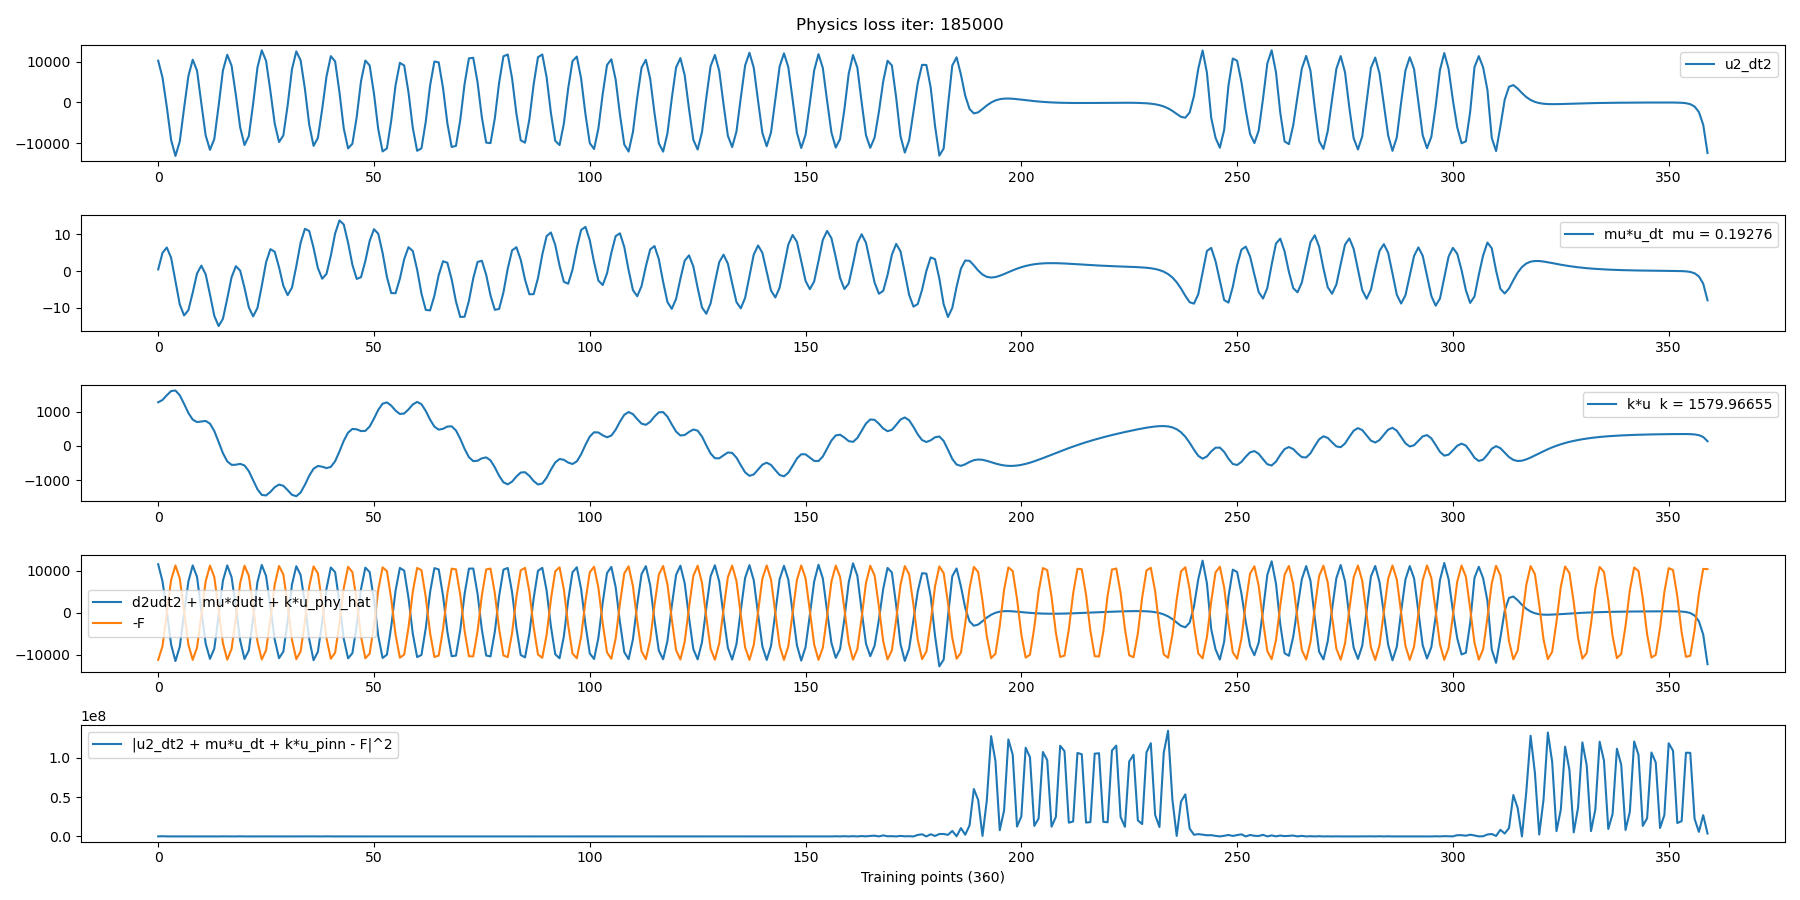 Physics loss iter: 185000
10000
0
−10000
u2_dt2
0 50 100 150 200 250 300 350
10
0
−10
mu*u_dt  mu = 0.19276
0 50 100 150 200 250 300 350
1000
0
−1000
k*u  k = 1579.96655
0 50 100 150 200 250 300 350
10000
0
−10000
d2udt2 + mu*dudt + k*u_phy_hat
-F
0 50 100 150 200 250 300 350
1e8
1.0
0.5
0.0
|u2_dt2 + mu*u_dt + k*u_pinn - F|^2
0 50 100 150 200 250 300 350
Training points (360)